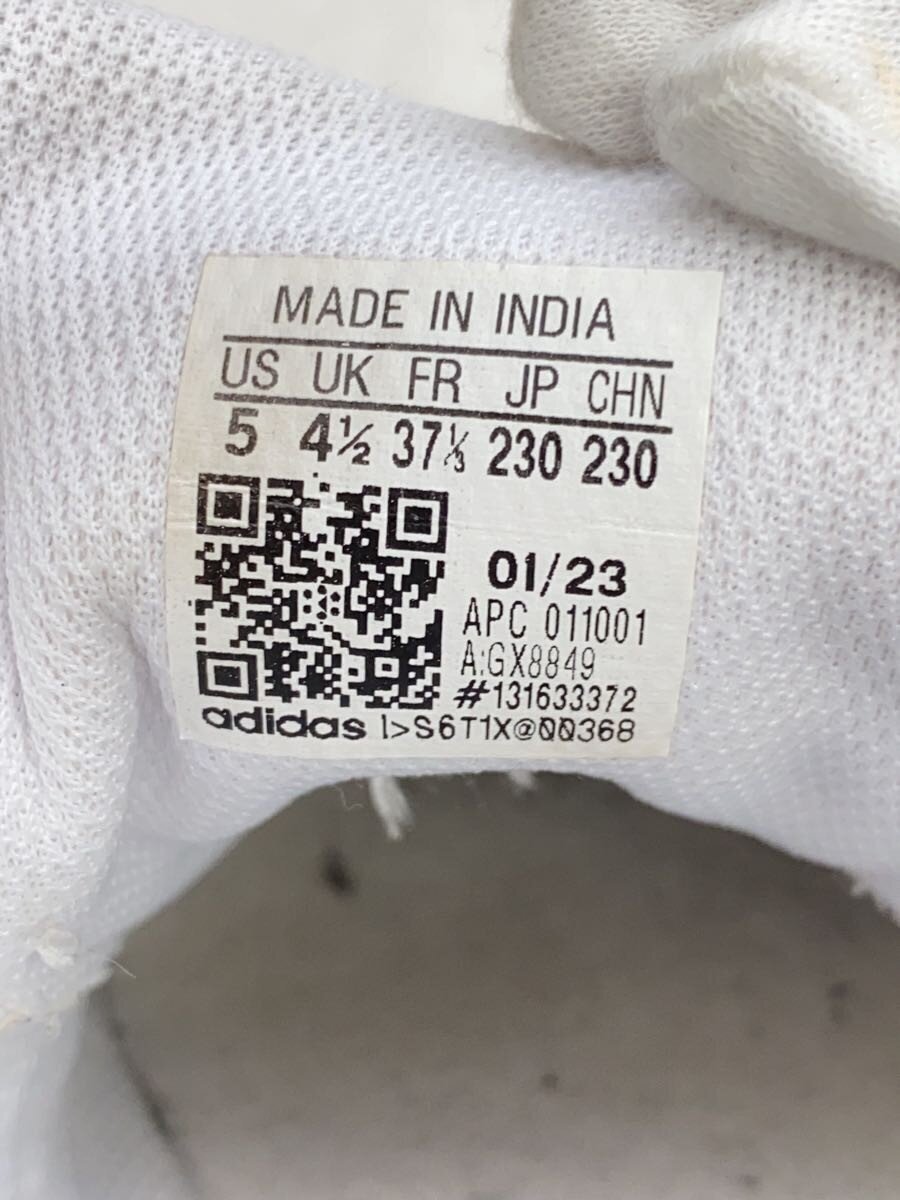 MADE IN INDIA
US UK FR JP CHN
5 4½ 37⅓ 230 230
01/23
APC 011001
A:GX8849
#131633372
adidas I>S6T1X@00368